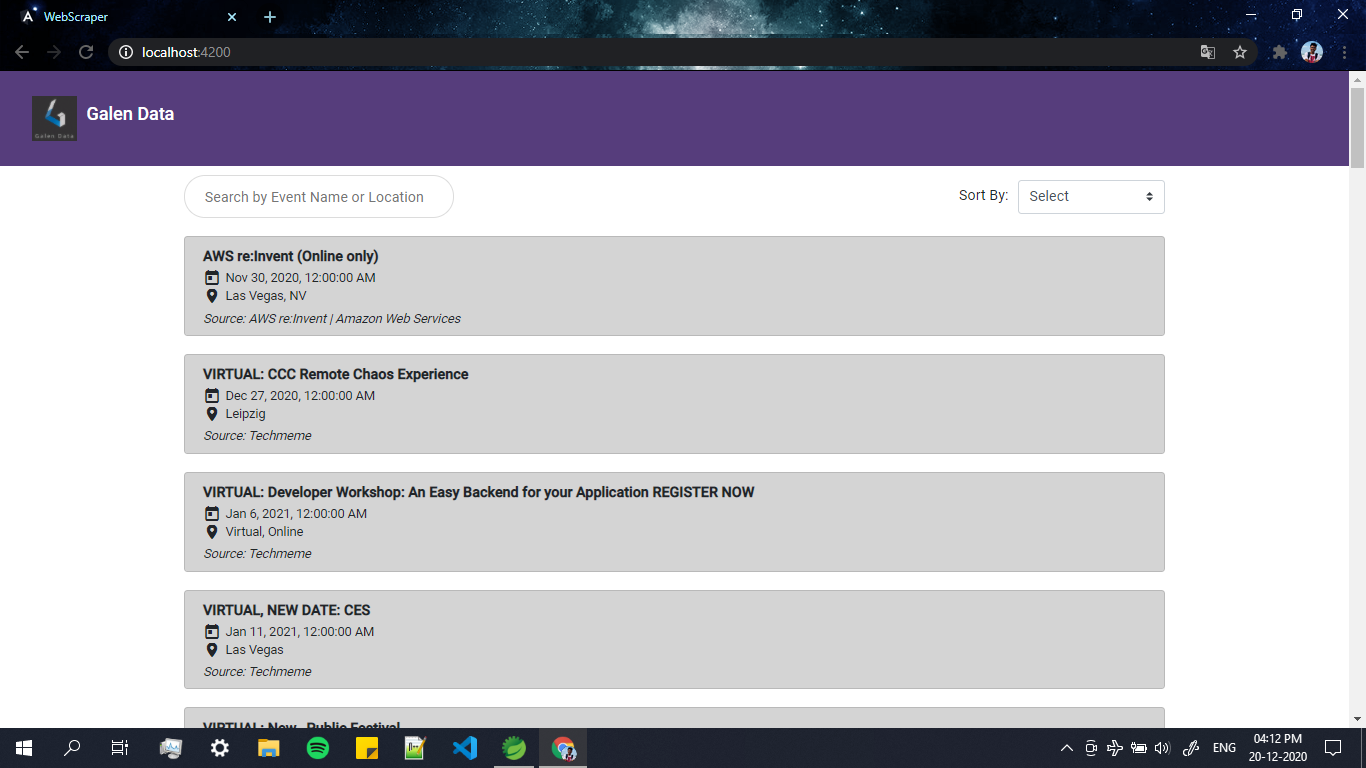 WebScraper
localhost:4200
Galen Data
Galen Data
Search by Event Name or Location
Sort By:
Select
AWS re:Invent (Online only)
Nov 30, 2020, 12:00:00 AM
Las Vegas, NV
Source: AWS re:Invent | Amazon Web Services
VIRTUAL: CCC Remote Chaos Experience
Dec 27, 2020, 12:00:00 AM
Leipzig
Source: Techmeme
VIRTUAL: Developer Workshop: An Easy Backend for your Application REGISTER NOW
Jan 6, 2021, 12:00:00 AM
Virtual, Online
Source: Techmeme
VIRTUAL, NEW DATE: CES
Jan 11, 2021, 12:00:00 AM
Las Vegas
Source: Techmeme
VIRTUAL: New_ Public Festival
ENG
04:12 PM
20-12-2020